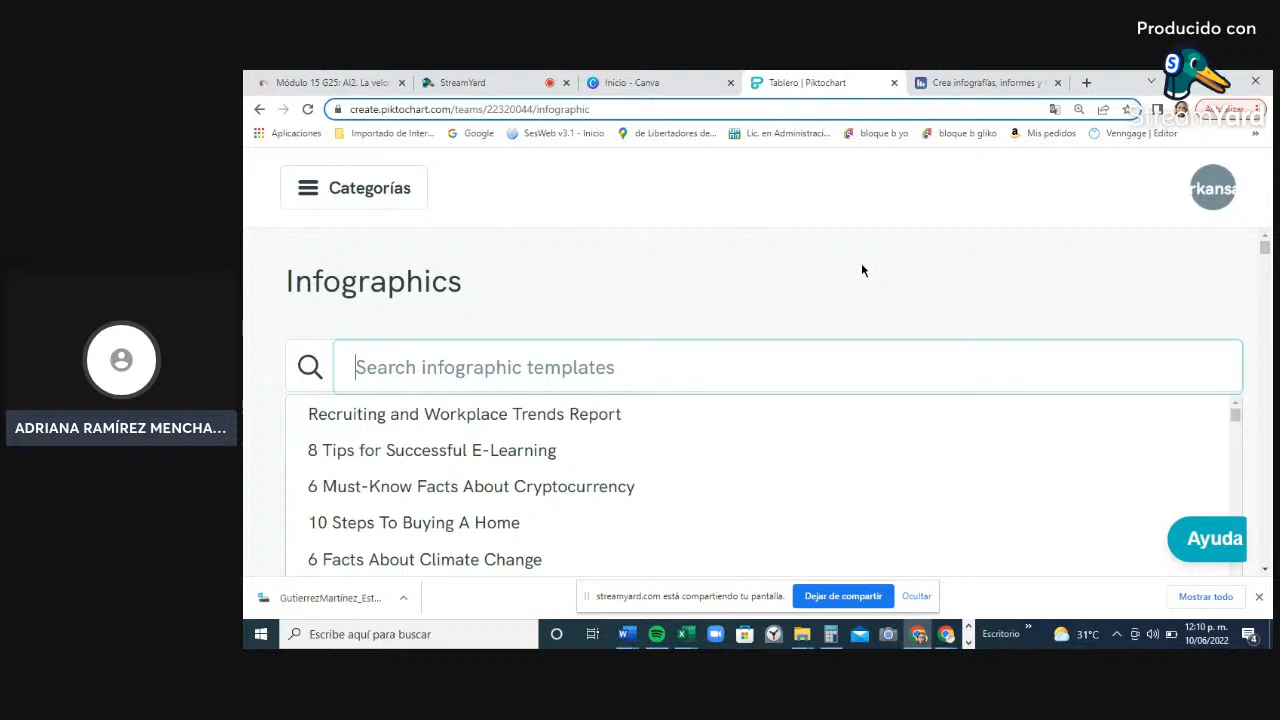 Producido con
StreamYard
Módulo 15 G25: AI2. La velo
StreamYard
Inicio - Canva
Tablero | Piktochart
Crea infografías, informes y
create.piktochart.com/teams/22320044/infographic
Aplicaciones
Importado de Inter...
Google
SesWeb v3.1 - Inicio
de Libertadores de...
Lic. en Administraci...
bloque b yo
bloque b gliko
Mis pedidos
Venngage | Editor
Categorías
rkansa
Infographics
Search infographic templates
Recruiting and Workplace Trends Report
8 Tips for Successful E-Learning
6 Must-Know Facts About Cryptocurrency
10 Steps To Buying A Home
6 Facts About Climate Change
Ayuda
ADRIANA RAMÍREZ MENCHA...
GutierrezMartínez_Est...
streamyard.com está compartiendo tu pantalla.
Dejar de compartir
Ocultar
Mostrar todo
Escribe aquí para buscar
Escritorio
31°C
12:10 p. m.
10/06/2022
4